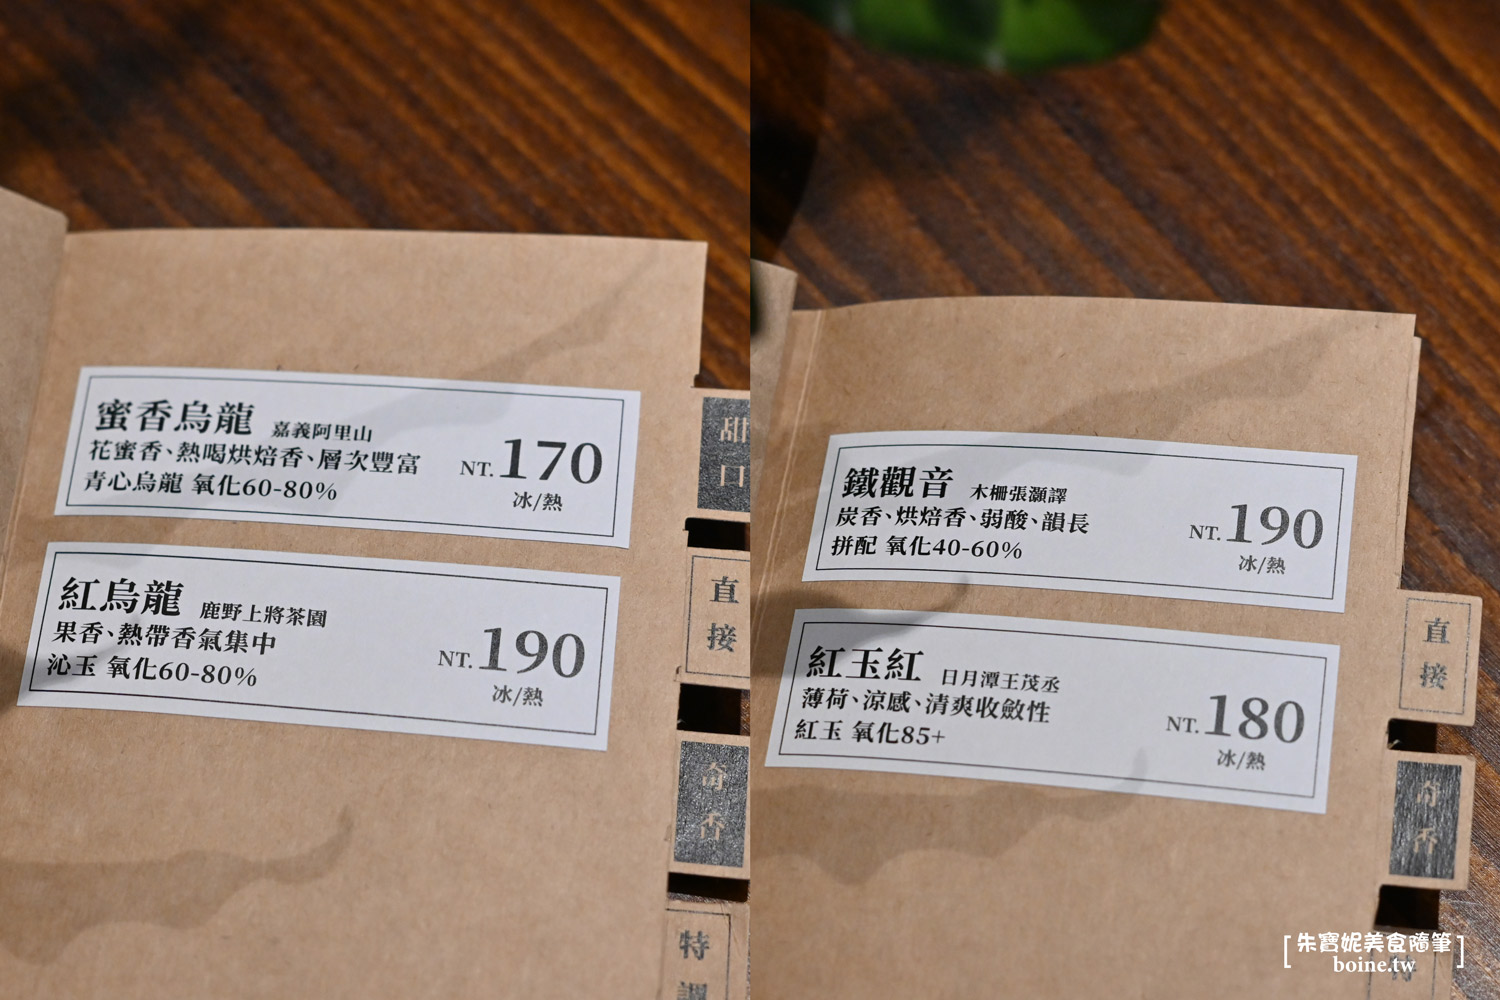 蜜香烏龍 嘉義阿里山
花蜜香、熱喝烘焙香、層次豐富
青心烏龍 氧化60-80%
NT.170
冰/熱
紅烏龍 鹿野上將茶園
果香、熱帶香氣集中
沁玉 氧化60-80%
NT.190
冰/熱
甜口
直接
奇香
特調
鐵觀音 木柵張灝譯
炭香、烘焙香、弱酸、韻長
拼配 氧化40-60%
NT.190
冰/熱
紅玉紅 日月潭王茂丞
薄荷、涼感、清爽收斂性
紅玉 氧化85+
NT.180
冰/熱
直接
奇香
特
[朱寶妮美食隨筆]
boine.tw